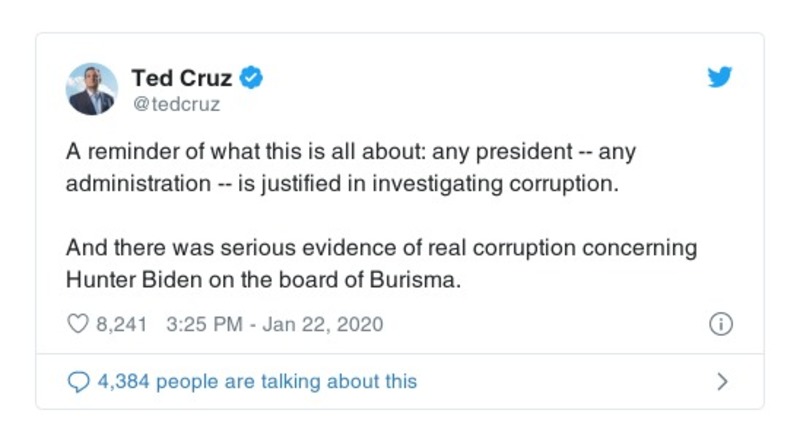 Ted Cruz
@tedcruz
A reminder of what this is all about: any president -- any
administration -- is justified in investigating corruption.
And there was serious evidence of real corruption concerning
Hunter Biden on the board of Burisma.
8,241 3:25 PM - Jan 22, 2020
4,384 people are talking about this